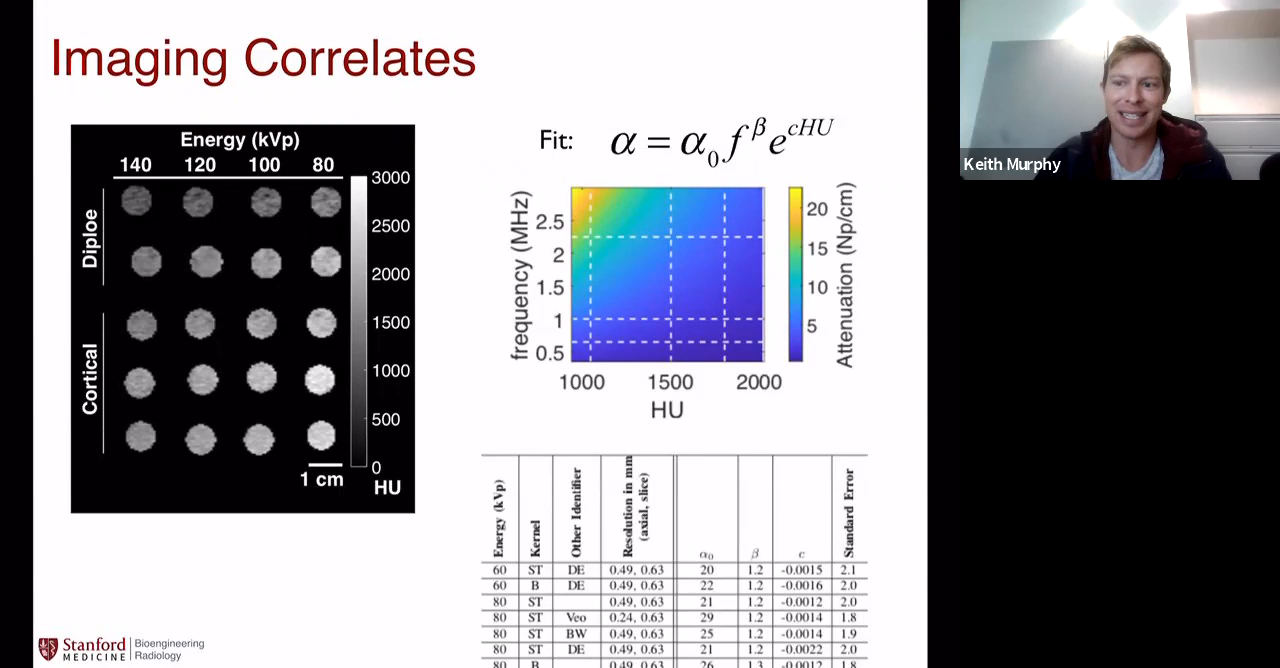 Imaging Correlates
Keith Murphy
Energy (kVp)
140 120 100 80
Diploe
Cortical
3000
2500
2000
1500
1000
500
0
HU
1 cm
Fit: α = α₀ f^β e^{cHU}
frequency (MHz)
2.5
2
1.5
1
0.5
1000 1500 2000
HU
20
15
10
5
Attenuation (Np/cm)
Energy (kVp) Kernel Other Identifier Resolution in mm (axial, slice) α₀ β c Standard Error
60 ST DE 0.49, 0.63 20 1.2 -0.0015 2.1
60 B DE 0.49, 0.63 22 1.2 -0.0016 2.0
80 ST 0.49, 0.63 21 1.2 -0.0012 2.0
80 ST Veo 0.24, 0.63 29 1.2 -0.0014 1.8
80 ST BW 0.49, 0.63 25 1.2 -0.0014 1.9
80 ST DE 0.49, 0.63 21 1.2 -0.0022 2.0
80 B 0.49, 0.63 26 1.3 -0.0012 1.8
Stanford
MEDICINE
Bioengineering
Radiology